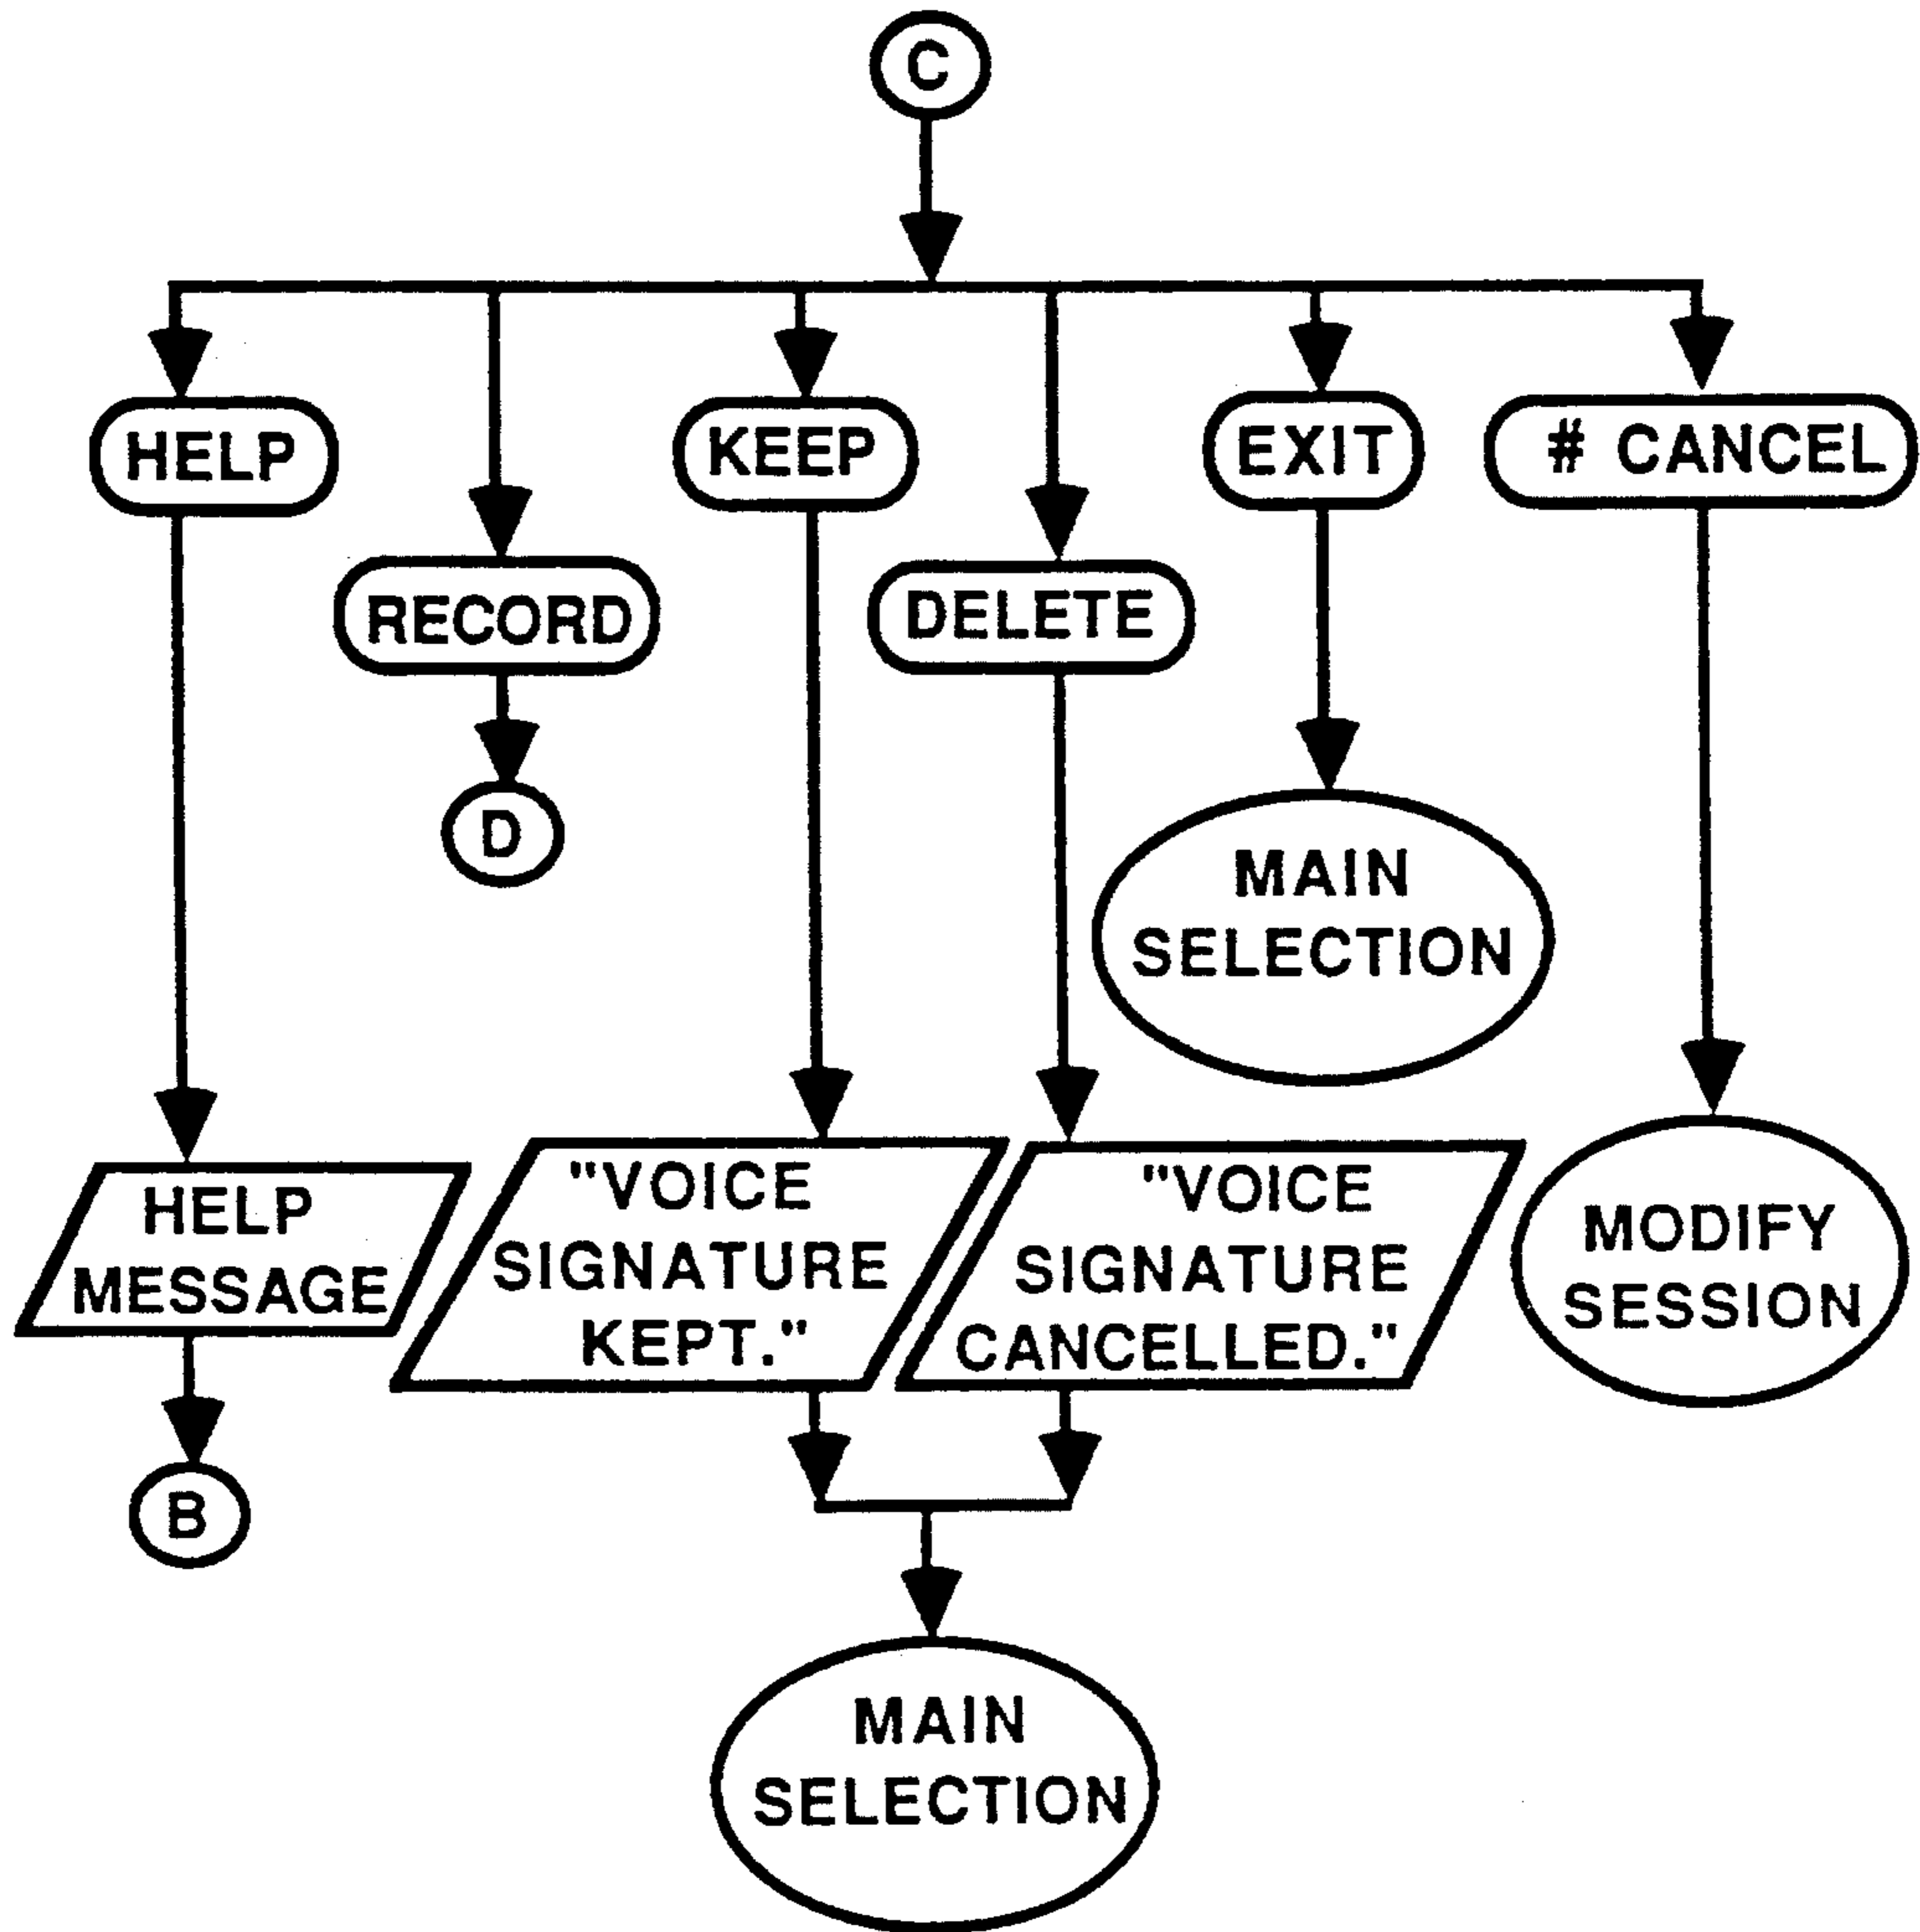 C
HELP
KEEP
EXIT
# CANCEL
RECORD
DELETE
D
MAIN
SELECTION
HELP
MESSAGE
"VOICE
SIGNATURE
KEPT."
"VOICE
SIGNATURE
CANCELLED."
MODIFY
SESSION
B
MAIN
SELECTION